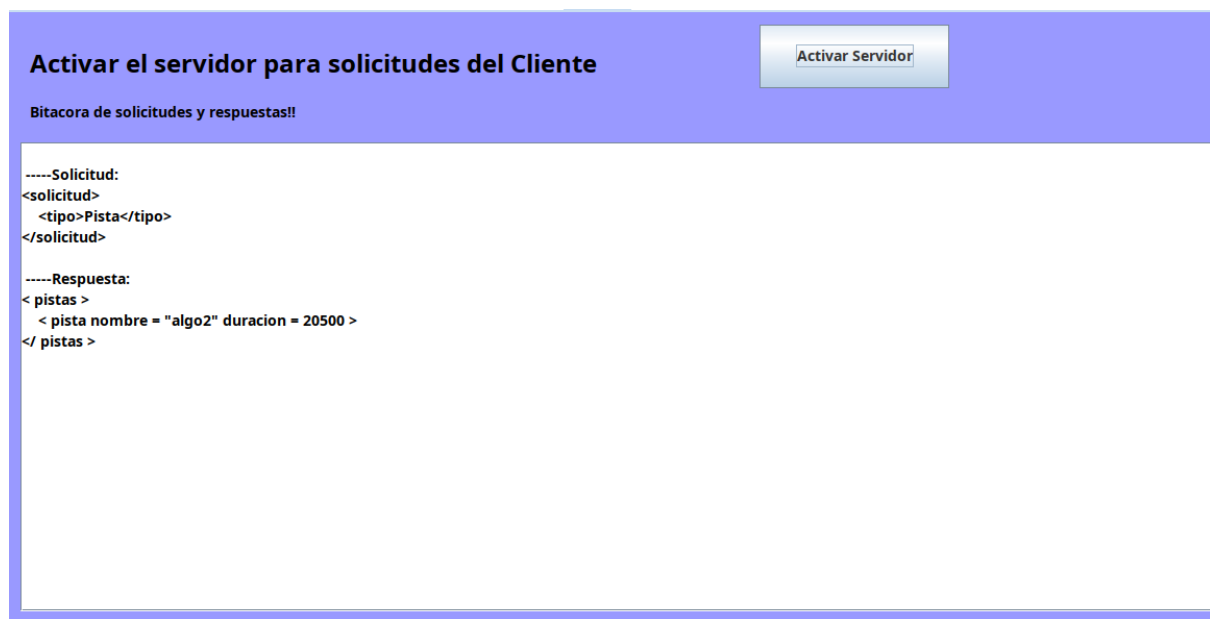 Activar el servidor para solicitudes del Cliente
Activar Servidor
Bitacora de solicitudes y respuestas!!
-----Solicitud:
<solicitud>
    <tipo>Pista</tipo>
</solicitud>
-----Respuesta:
< pistas >
    < pista nombre = "algo2" duracion = 20500 >
</ pistas >